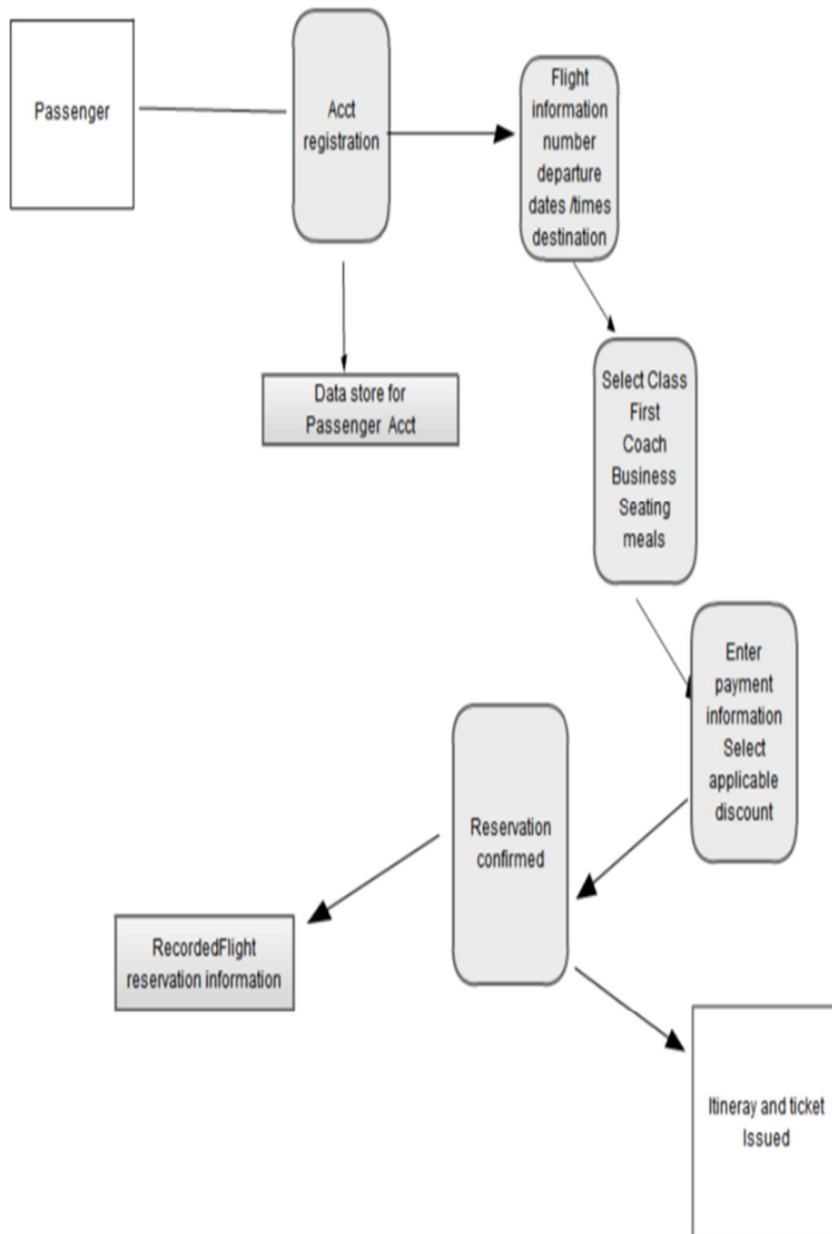 Passenger
Acct
registration
Flight
information
number
departure
dates /times
destination
Data store for
Passenger Acct
Select Class
First
Coach
Business
Seating
meals
Enter
payment
information
Select
applicable
discount
Reservation
confirmed
RecordedFlight
reservation information
Itineray and ticket
Issued